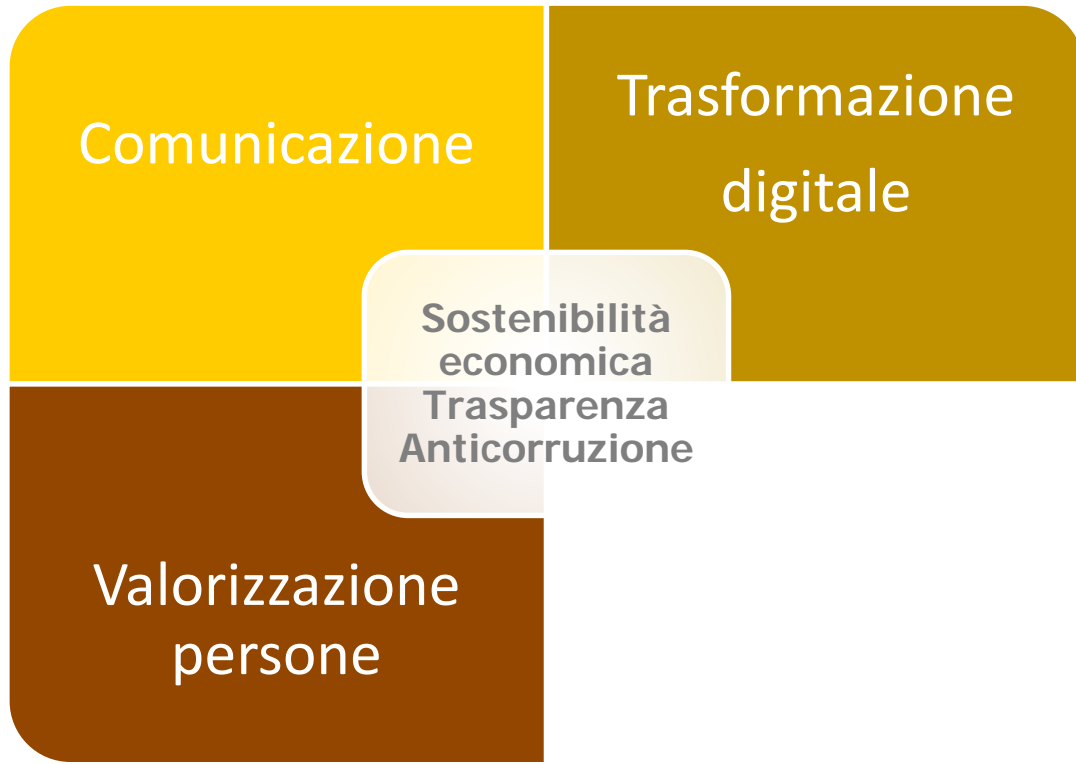 Comunicazione
Trasformazione
digitale
Sostenibilità
economica
Trasparenza
Anticorruzione
Valorizzazione
persone